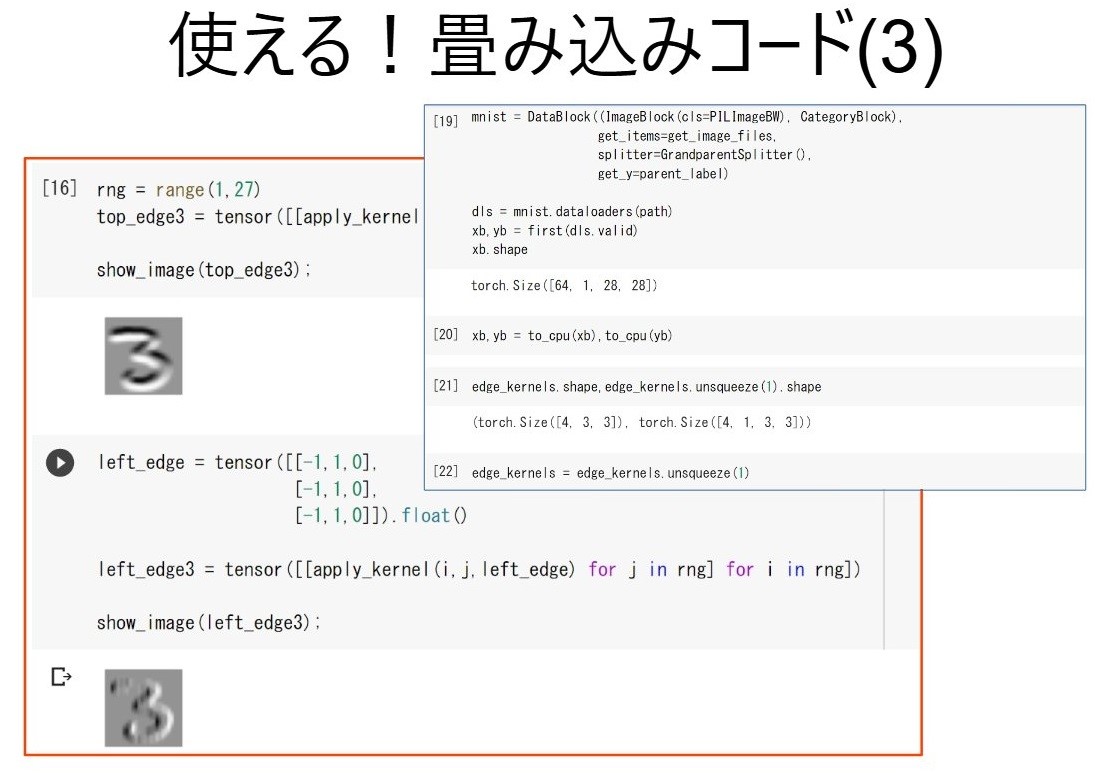 使える！畳み込みコード(3)
[16] rng = range(1,27)
top_edge3 = tensor([[apply_kernel
show_image(top_edge3);
left_edge = tensor([[-1,1,0],
[-1,1,0],
[-1,1,0]]).float()
left_edge3 = tensor([[apply_kernel(i,j,left_edge) for j in rng] for i in rng])
show_image(left_edge3);
[19] mnist = DataBlock((ImageBlock(cls=PILImageBW), CategoryBlock),
get_items=get_image_files,
splitter=GrandparentSplitter(),
get_y=parent_label)
dls = mnist.dataloaders(path)
xb,yb = first(dls.valid)
xb.shape
torch.Size([64, 1, 28, 28])
[20] xb,yb = to_cpu(xb),to_cpu(yb)
[21] edge_kernels.shape,edge_kernels.unsqueeze(1).shape
(torch.Size([4, 3, 3]), torch.Size([4, 1, 3, 3]))
[22] edge_kernels = edge_kernels.unsqueeze(1)